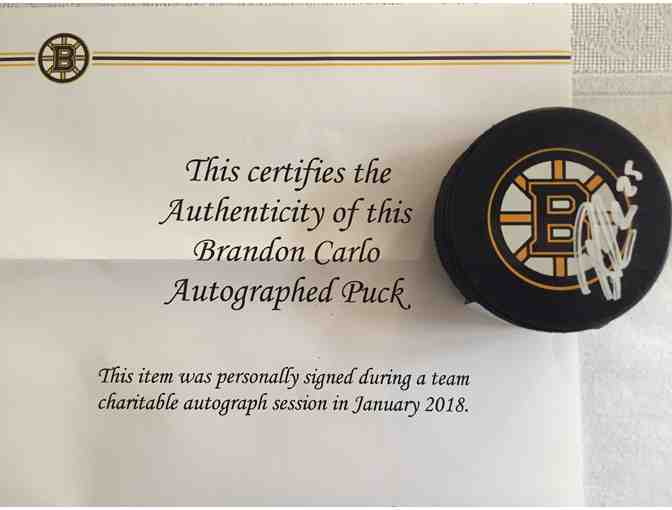 B
This certifies the
Authenticity of this
Brandon Carlo
Autographed Puck
This item was personally signed during a team
charitable autograph session in January 2018.
B
25